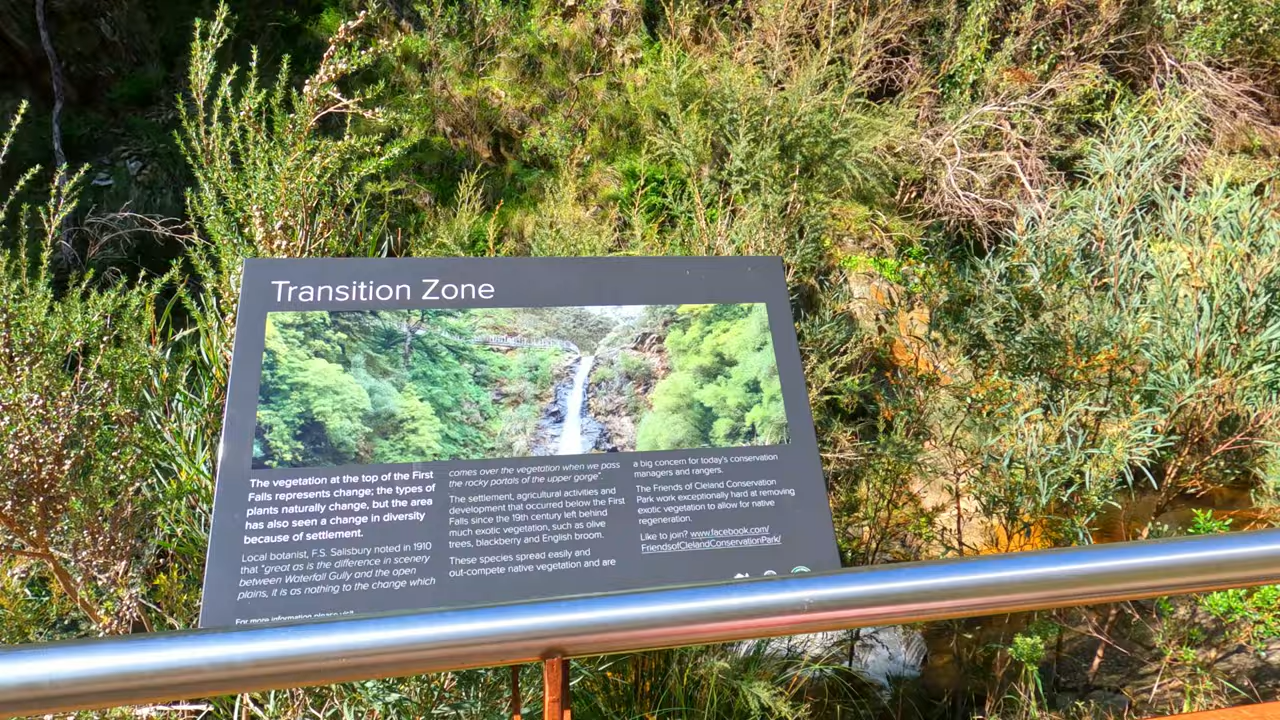 Transition Zone
The vegetation at the top of the First
Falls represents change; the types of
plants naturally change, but the area
has also seen a change in diversity
because of settlement.
Local botanist, F.S. Salisbury noted in 1910
that "great as is the difference in scenery
between Waterfall Gully and the open
plains, it is as nothing to the change which
comes over the vegetation when we pass
the rocky portals of the upper gorge".
The settlement, agricultural activities and
development that occurred below the First
Falls since the 19th century left behind
much exotic vegetation, such as olive
trees, blackberry and English broom.
These species spread easily and
out-compete native vegetation and are
a big concern for today's conservation
managers and rangers.
The Friends of Cleland Conservation
Park work exceptionally hard at removing
exotic vegetation to allow for native
regeneration.
Like to join? www.facebook.com/
FriendsofClelandConservationPark/
For more information please visit